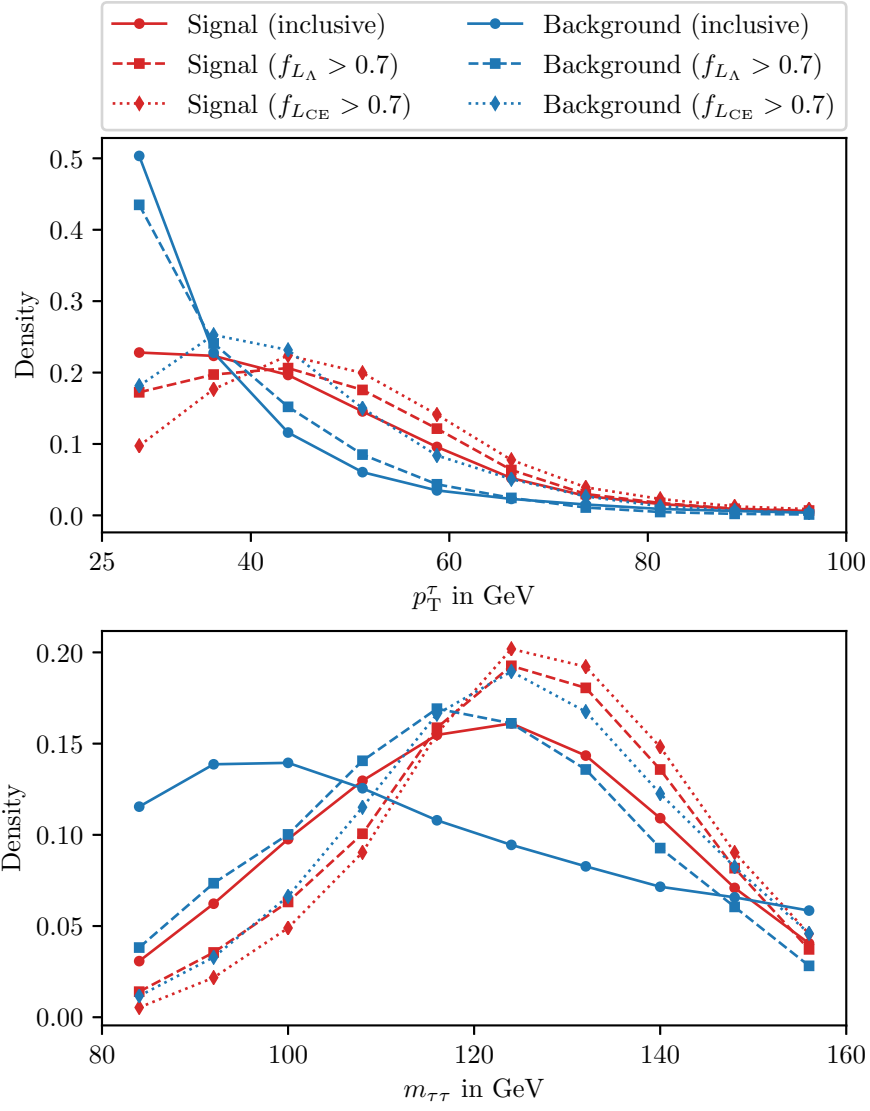 Signal (inclusive) Background (inclusive)
Signal (f_{L_Λ} > 0.7) Background (f_{L_Λ} > 0.7)
Signal (f_{L_CE} > 0.7) Background (f_{L_CE} > 0.7)
0.5
0.4
0.3
0.2
0.1
0.0
Density
25 40 60 80 100
p_T^τ in GeV
0.20
0.15
0.10
0.05
0.00
Density
80 100 120 140 160
m_{ττ} in GeV